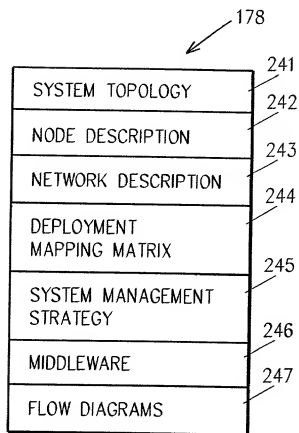 178
241
SYSTEM TOPOLOGY
242
NODE DESCRIPTION
243
NETWORK DESCRIPTION
244
DEPLOYMENT
MAPPING MATRIX
245
SYSTEM MANAGEMENT
STRATEGY
246
MIDDLEWARE
247
FLOW DIAGRAMS